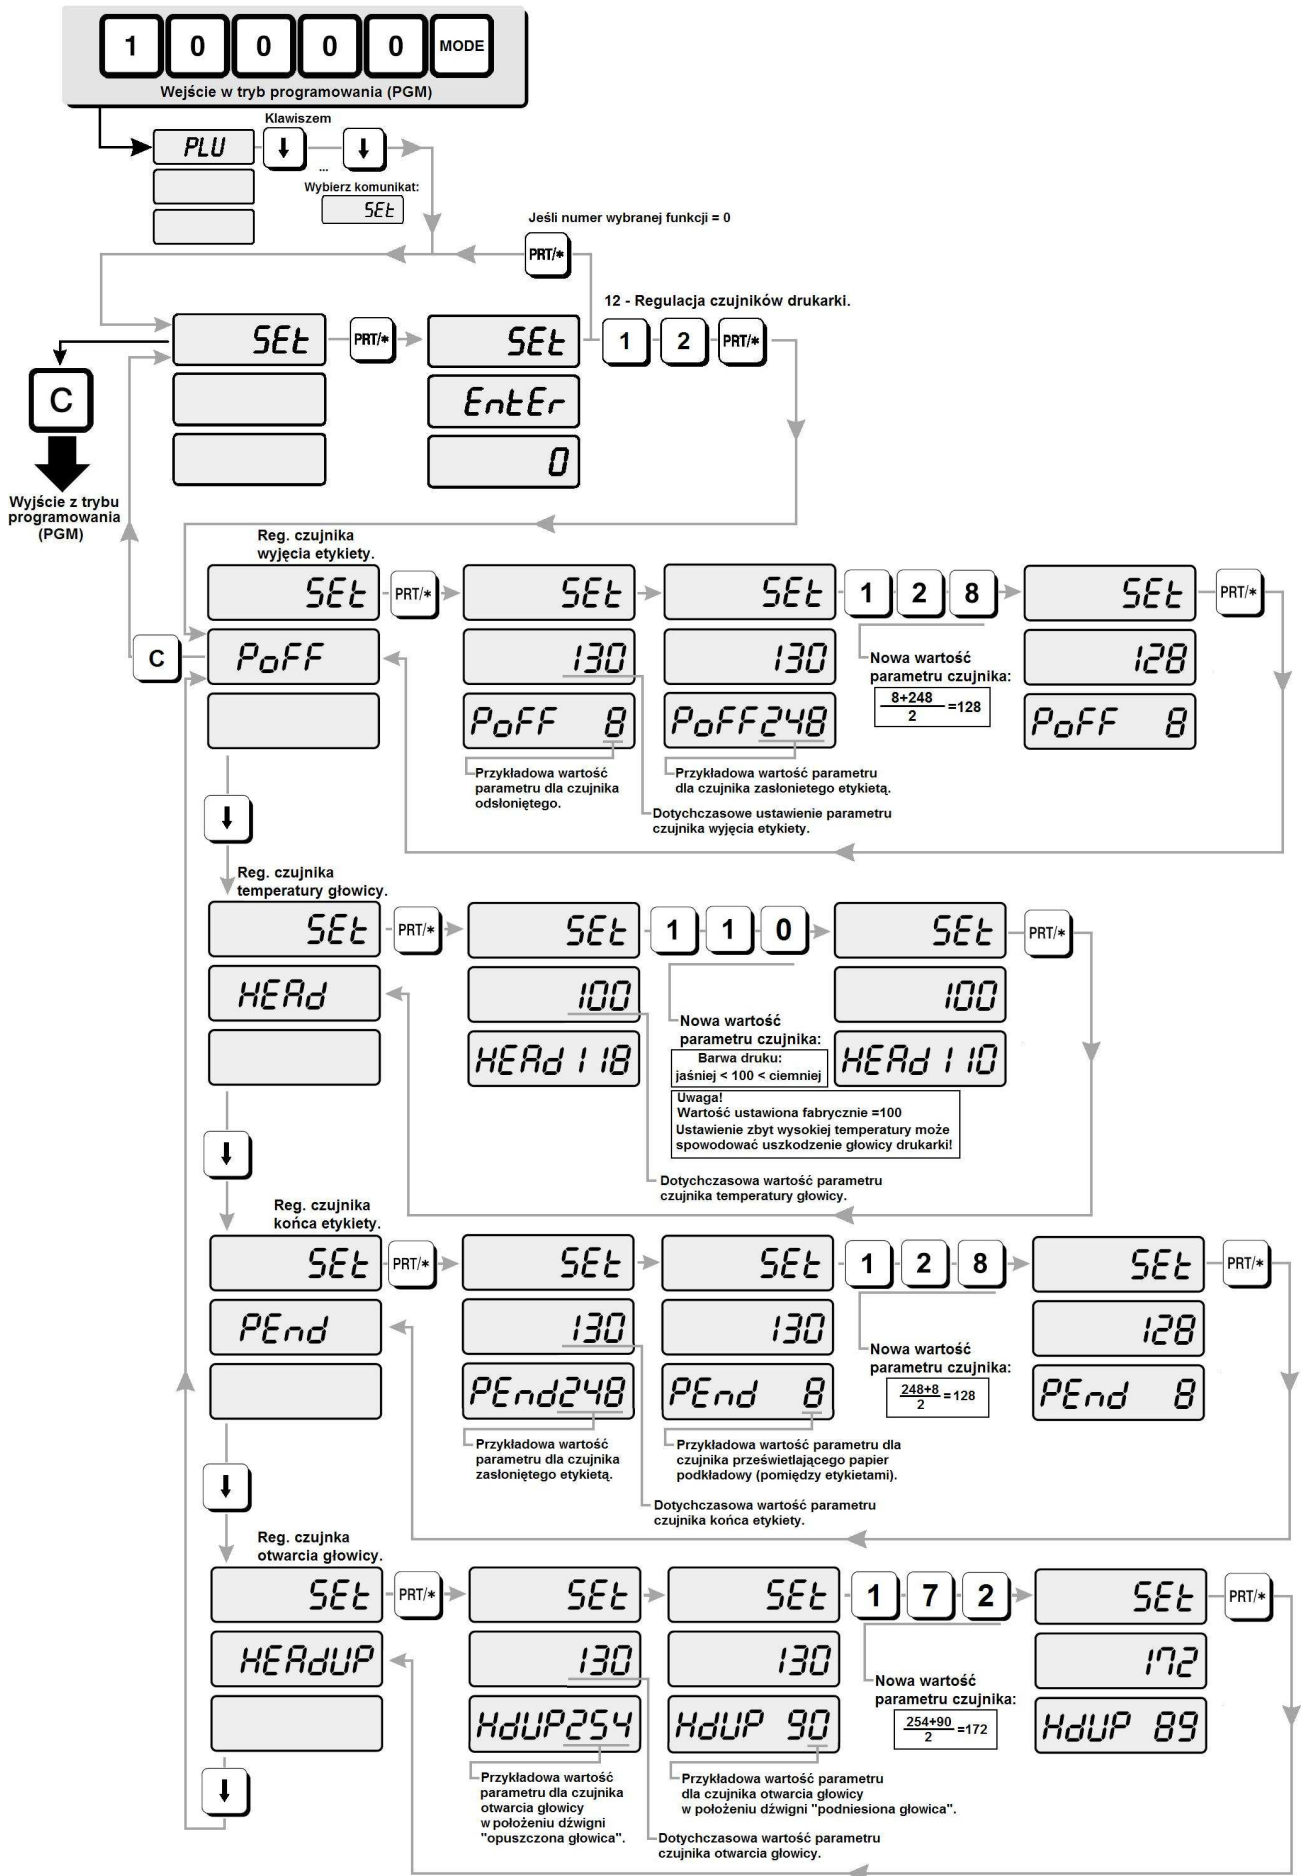 1 0 0 0 0 MODE
Wejście w tryb programowania (PGM)
Klawiszem
PLU
...
Wybierz komunikat:
SEt
Jeśli numer wybranej funkcji = 0
PRT/*
12 - Regulacja czujników drukarki.
SEt PRT/* SEt 1 2 PRT/*
C
EntEr
0
Wyjście z trybu
programowania
(PGM)
Reg. czujnika
wyjęcia etykiety.
SEt PRT/* SEt SEt 1 2 8 SEt PRT/*
C PoFF 130 130 128
PoFF 8 PoFF248 PoFF 8
Nowa wartość
parametru czujnika:
8+248
2
=128
Przykładowa wartość
parametru dla czujnika
odsłoniętego.
Przykładowa wartość parametru
dla czujnika zasłonietego etykietą.
Dotychczasowe ustawienie parametru
czujnika wyjęcia etykiety.
Reg. czujnika
temperatury głowicy.
SEt PRT/* SEt 1 1 0 SEt PRT/*
HEAd 100 100
HEAd 118 HEAd 110
Nowa wartość
parametru czujnika:
Barwa druku:
jaśniej < 100 < ciemniej
Uwaga!
Wartość ustawiona fabrycznie =100
Ustawienie zbyt wysokiej temperatury może
spowodować uszkodzenie głowicy drukarki!
Dotychczasowa wartość parametru
czujnika temperatury głowicy.
Reg. czujnika
końca etykiety.
SEt PRT/* SEt SEt 1 2 8 SEt PRT/*
PEnd 130 130 128
PEnd248 PEnd 8 PEnd 8
Nowa wartość
parametru czujnika:
248+8
2
=128
Przykładowa wartość
parametru dla czujnika
zasłoniętego etykietą.
Przykładowa wartość parametru dla
czujnika prześwietlającego papier
podkładowy (pomiędzy etykietami).
Dotychczasowa wartość parametru
czujnika końca etykiety.
Reg. czujnka
otwarcia głowicy.
SEt PRT/* SEt SEt 1 7 2 SEt PRT/*
HEAdUP 130 130 172
HdUP254 HdUP 90 HdUP 89
Nowa wartość
parametru czujnika:
254+90
2
=172
Przykładowa wartość
parametru dla czujnika
otwarcia głowicy
w położeniu dźwigni
"opuszczona głowica".
Przykładowa wartość parametru
dla czujnika otwarcia głowicy
w położeniu dźwigni "podniesiona głowica".
Dotychczasowa wartość parametru
czujnika otwarcia głowicy.